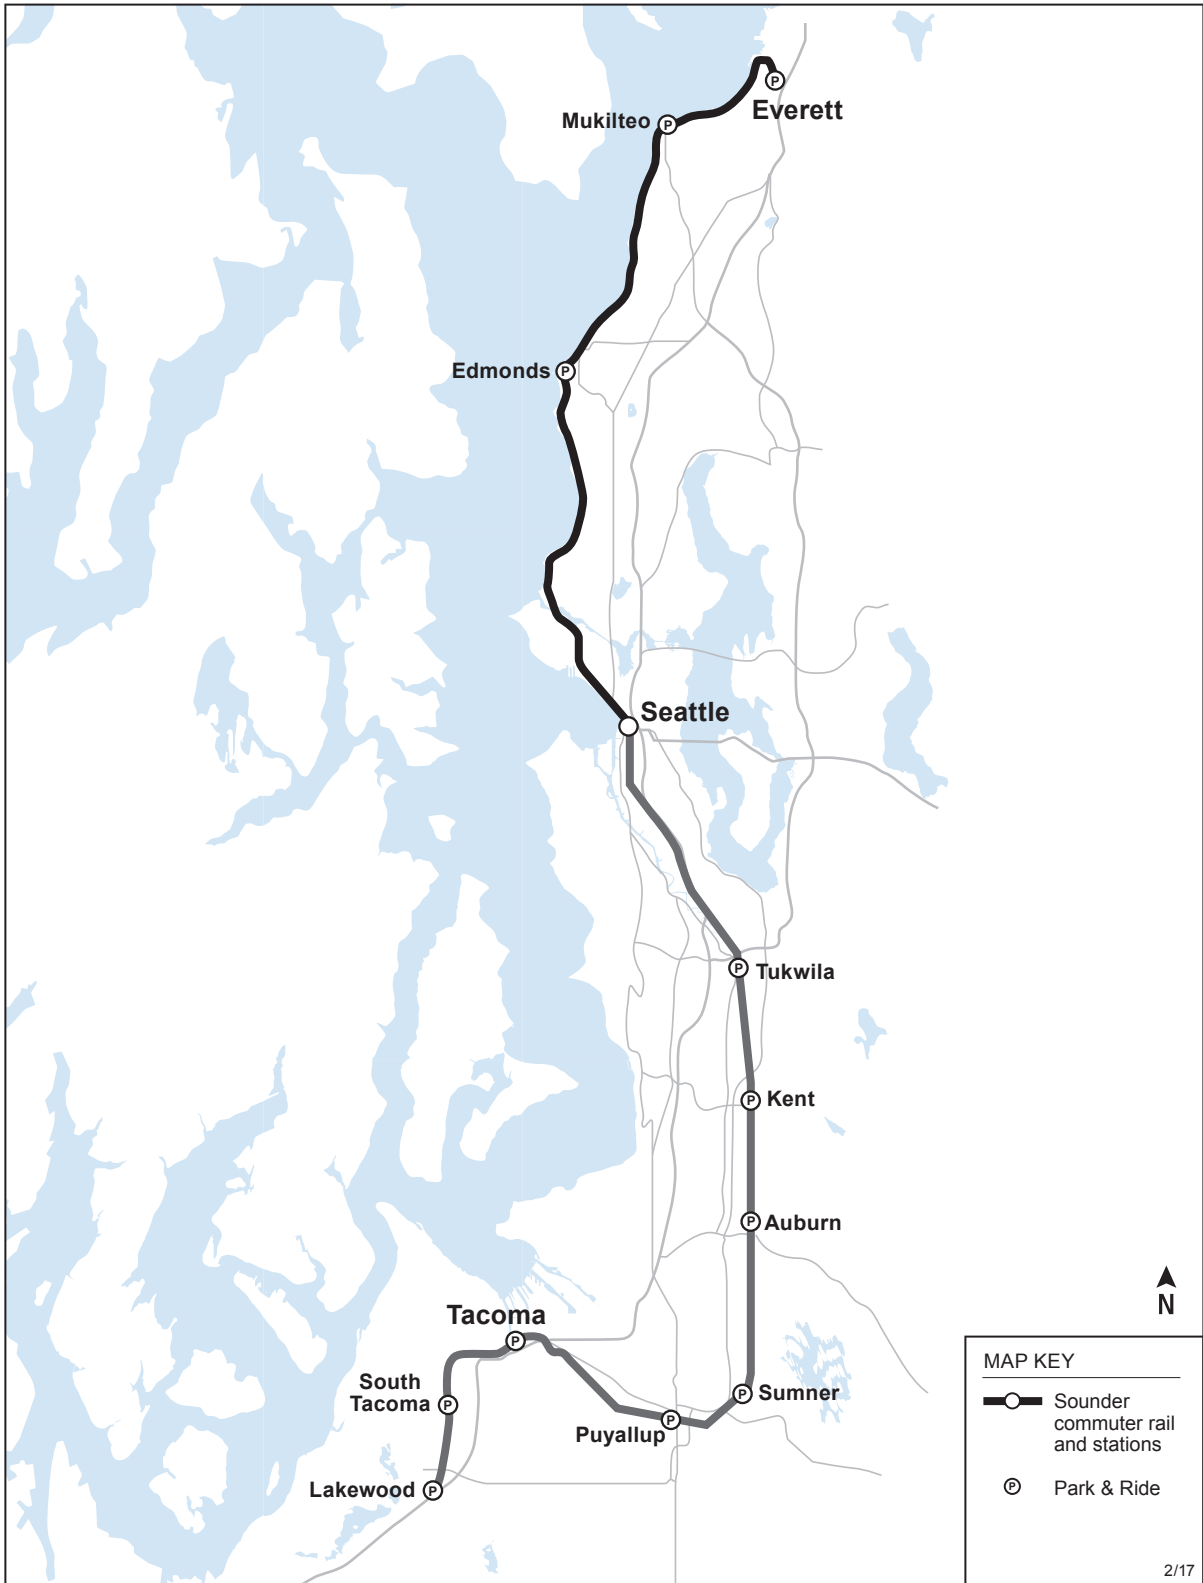 Everett
P
Mukilteo
P
Edmonds
P
Seattle
P
Tukwila
P
Kent
P
Auburn
Tacoma
P
South
Tacoma
P
P
Sumner
Puyallup
P
Lakewood
P
N
MAP KEY
Sounder
commuter rail
and stations
P
Park & Ride
2/17